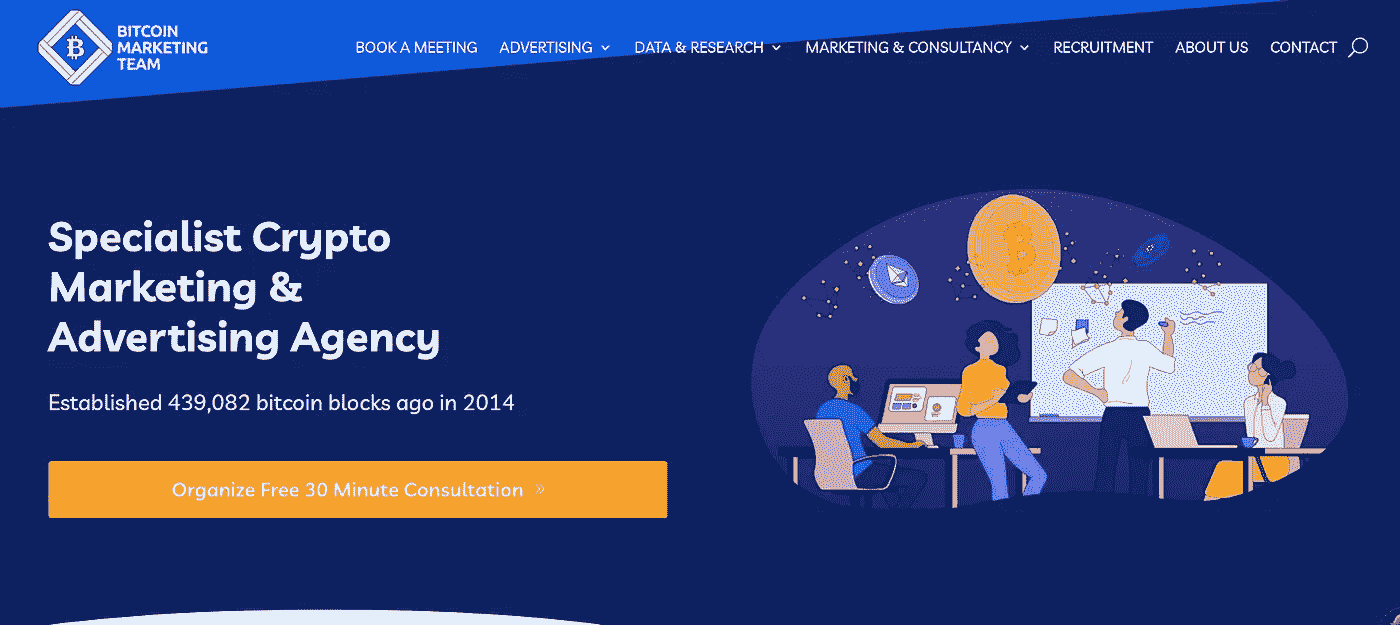 BITCOIN
MARKETING
TEAM
BOOK A MEETING ADVERTISING DATA & RESEARCH MARKETING & CONSULTANCY RECRUITMENT ABOUT US CONTACT
Specialist Crypto
Marketing &
Advertising Agency
Established 439,082 bitcoin blocks ago in 2014
Organize Free 30 Minute Consultation »